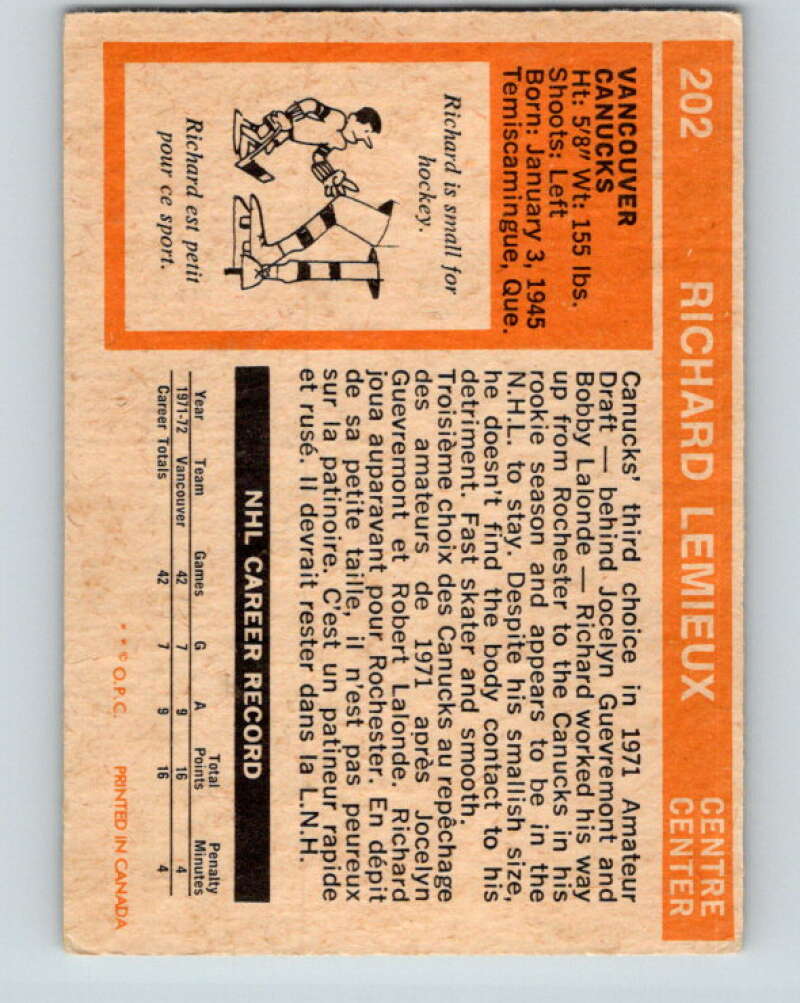 202 RICHARD LEMIEUX
CENTRE
CENTER
VANCOUVER
CANUCKS
Ht: 5'8" Wt: 155 lbs.
Shoots: Left
Born: January 3, 1945
Temiscamingue, Que.
Richard is small for
hockey.
Richard est petit
pour ce sport.
Canucks' third choice in 1971 Amateur
Draft — behind Jocelyn Guevremont and
Bobby Lalonde — Richard worked his way
up from Rochester to the Canucks in his
rookie season and appears to be in the
N.H.L. to stay. Despite his smallish size,
he doesn't find the body contact to his
detriment. Fast skater and smooth.
Troisième choix des Canucks au repêchage
des amateurs de 1971 après Jocelyn
Guevremont et Robert Lalonde. Richard
joua auparavant pour Rochester. En dépit
de sa petite taille, il n'est pas peureux
sur la patinoire. C'est un patineur rapide
et rusé. Il devrait rester dans la L.N.H.
NHL CAREER RECORD
Year Team Games G A Total Points Penalty Minutes
1971-72 Vancouver 42 7 9 16 4
Career Totals 42 7 9 16 4
* * © O.P.C. PRINTED IN CANADA